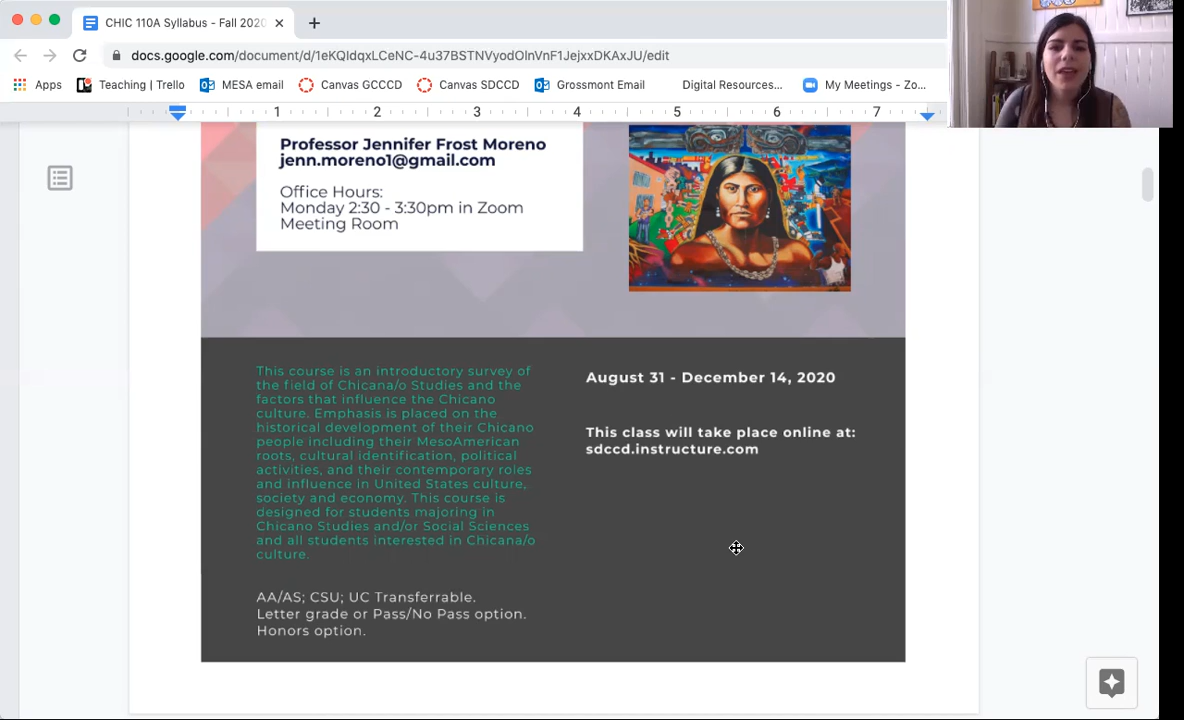 CHIC 110A Syllabus - Fall 2020
docs.google.com/document/d/1eKQIdqxLCeNC-4u37BSTNVyodOlnVnF1JejxxDKAxJU/edit
Apps Teaching | Trello MESA email Canvas GCCCD Canvas SDCCD Grossmont Email Digital Resources... My Meetings - Zo...
1 2 3 4 5 6 7
Professor Jennifer Frost Moreno
jenn.moreno1@gmail.com
Office Hours:
Monday 2:30 - 3:30pm in Zoom
Meeting Room
This course is an introductory survey of
the field of Chicana/o Studies and the
factors that influence the Chicano
culture. Emphasis is placed on the
historical development of their Chicano
people including their MesoAmerican
roots, cultural identification, political
activities, and their contemporary roles
and influence in United States culture,
society and economy. This course is
designed for students majoring in
Chicano Studies and/or Social Sciences
and all students interested in Chicana/o
culture.
AA/AS; CSU; UC Transferrable.
Letter grade or Pass/No Pass option.
Honors option.
August 31 - December 14, 2020
This class will take place online at:
sdccd.instructure.com